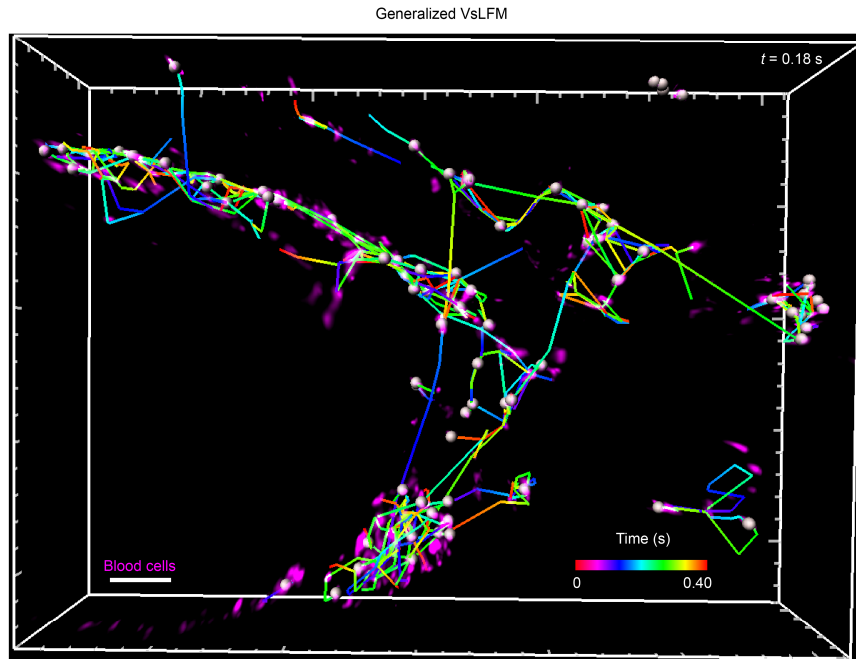 Generalized VsLFM
t = 0.18 s
Blood cells
Time (s)
0 0.40